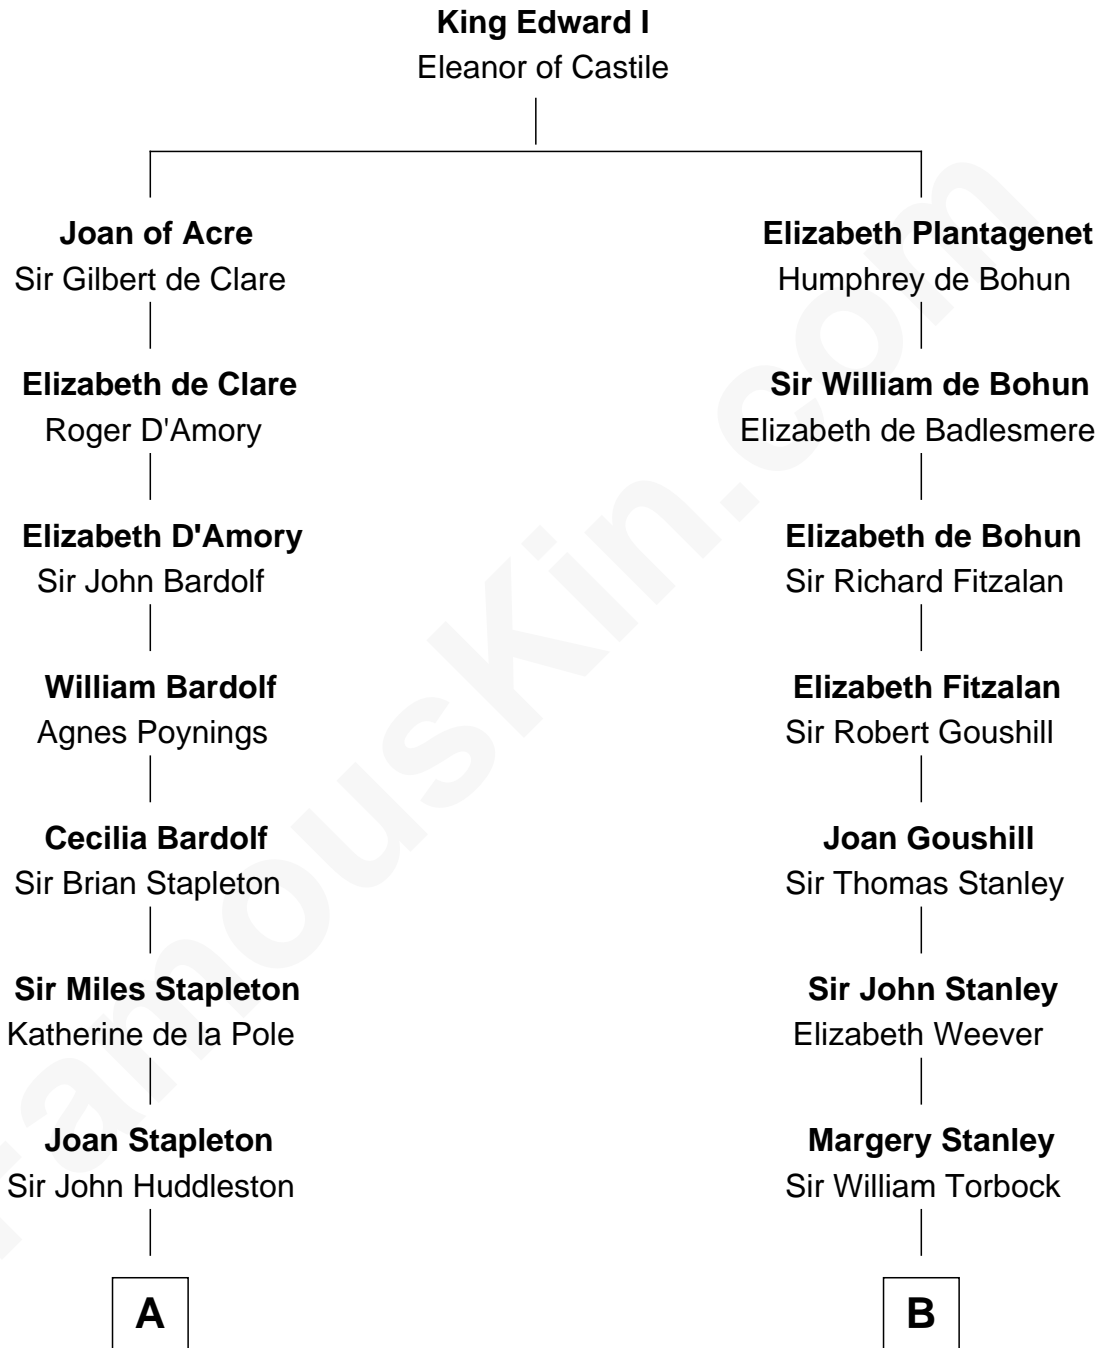 King Edward I
Eleanor of Castile
Joan of Acre
Sir Gilbert de Clare
Elizabeth Plantagenet
Humphrey de Bohun
Elizabeth de Clare
Roger D'Amory
Sir William de Bohun
Elizabeth de Badlesmere
Elizabeth D'Amory
Sir John Bardolf
Elizabeth de Bohun
Sir Richard Fitzalan
William Bardolf
Agnes Poynings
Elizabeth Fitzalan
Sir Robert Goushill
Cecilia Bardolf
Sir Brian Stapleton
Joan Goushill
Sir Thomas Stanley
Sir Miles Stapleton
Katherine de la Pole
Sir John Stanley
Elizabeth Weever
Joan Stapleton
Sir John Huddleston
Margery Stanley
Sir William Torbock
A
B
FamousKin.com